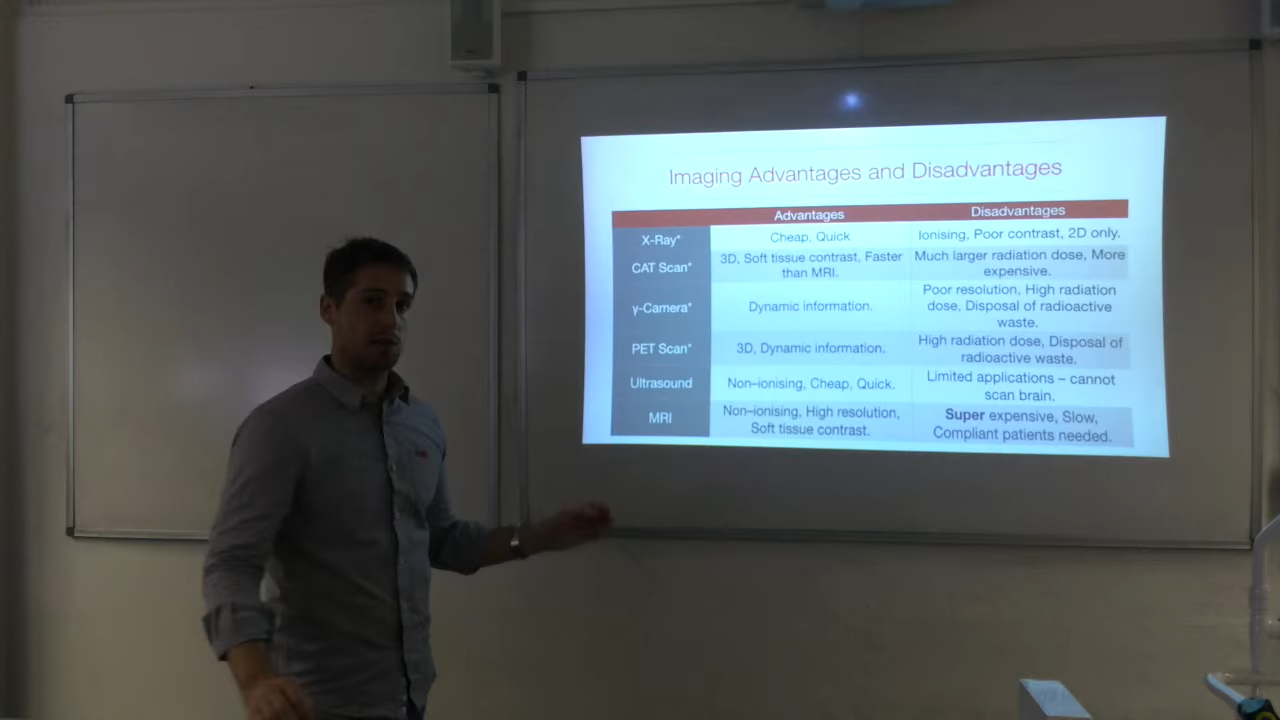 Imaging Advantages and Disadvantages
Advantages Disadvantages
X-Ray* Cheap, Quick Ionising, Poor contrast, 2D only.
CAT Scan* 3D, Soft tissue contrast, Faster than MRI. Much larger radiation dose, More expensive.
γ-Camera* Dynamic information. Poor resolution, High radiation dose, Disposal of radioactive waste.
PET Scan* 3D, Dynamic information. High radiation dose, Disposal of radioactive waste.
Ultrasound Non-ionising, Cheap, Quick. Limited applications – cannot scan brain.
MRI Non-ionising, High resolution, Soft tissue contrast. Super expensive, Slow, Compliant patients needed.